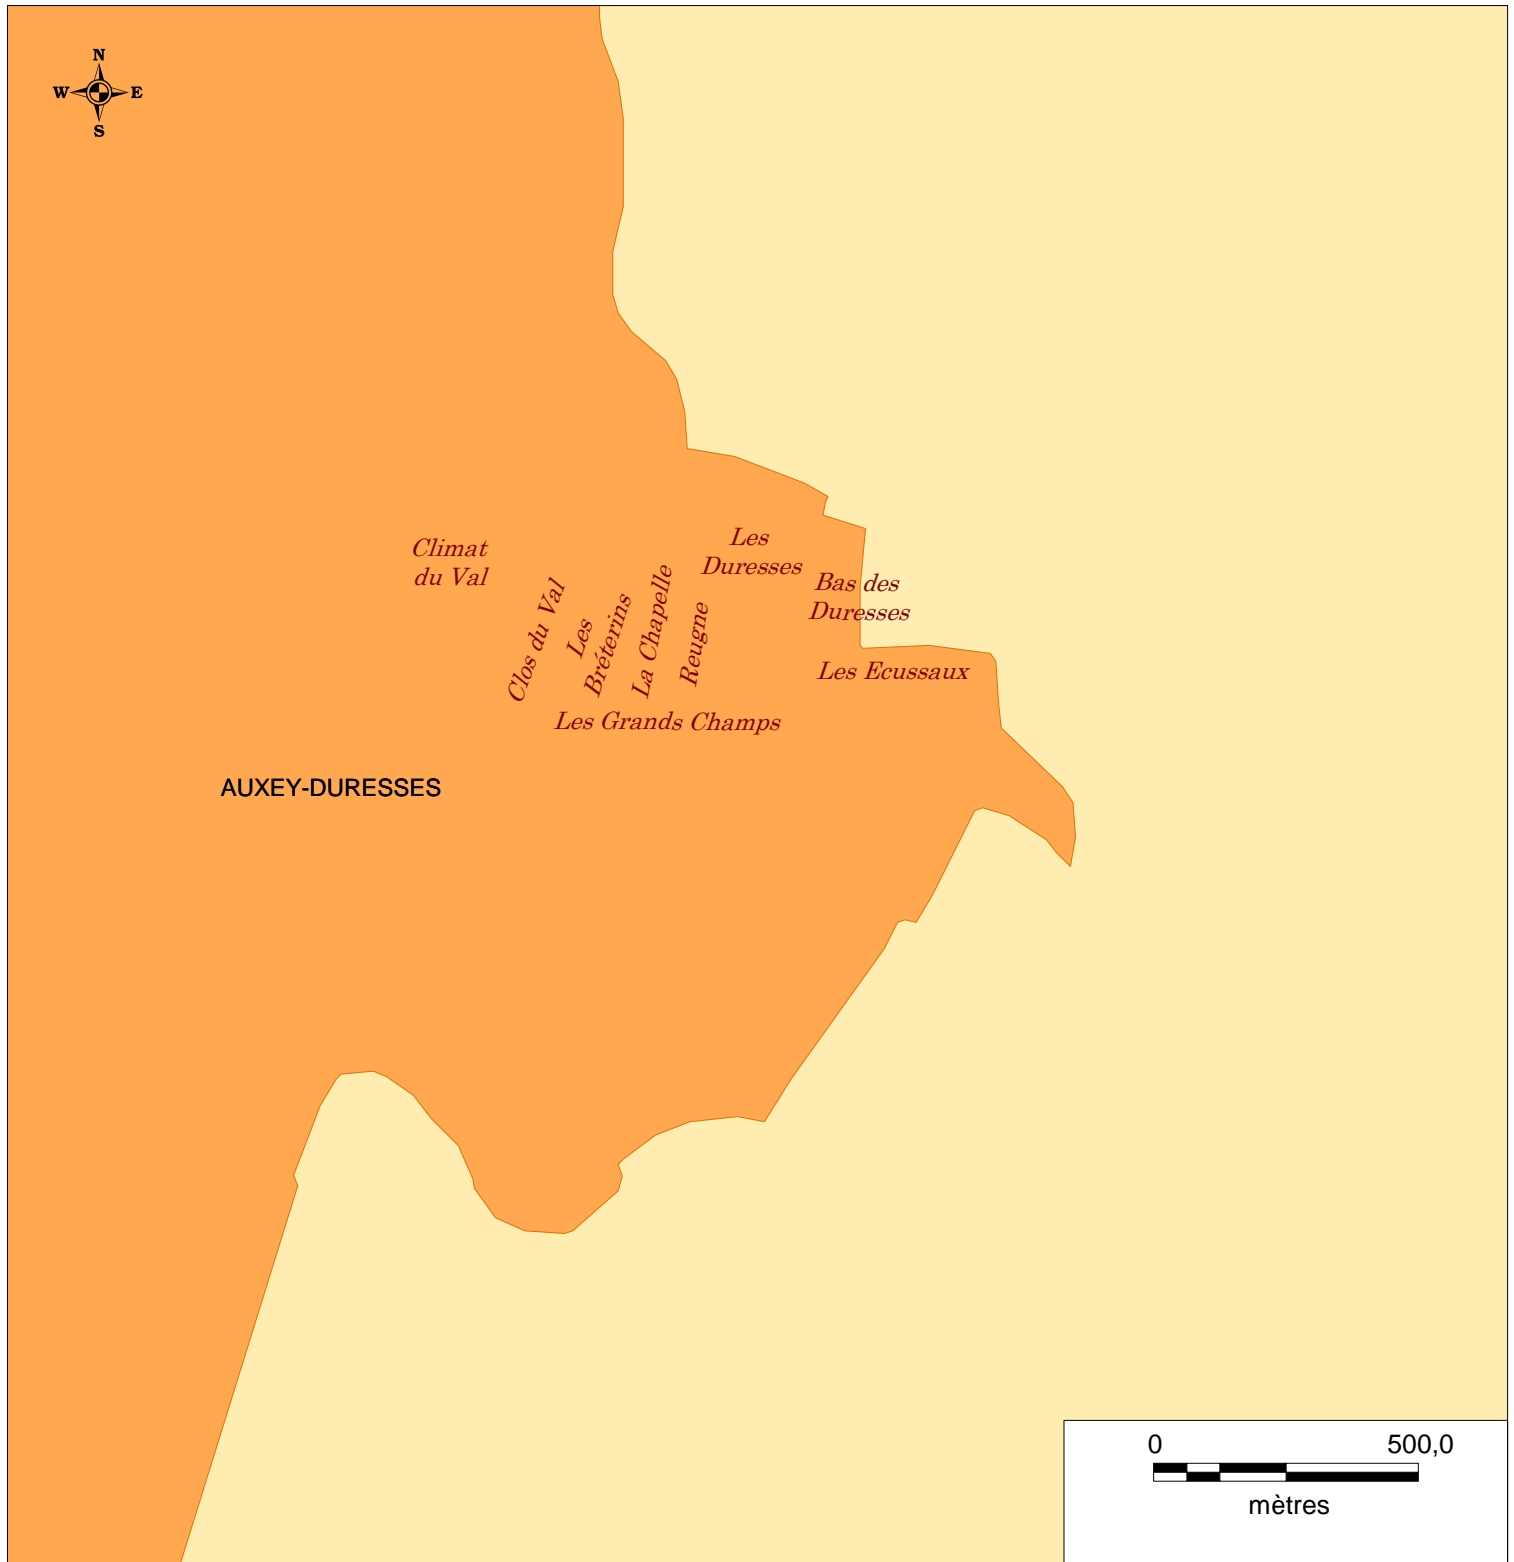 N
W E
S
Climat
du Val
Clos du Val
Les
Bréterins
La Chapelle
Reugne
Les
Duresses
Bas des
Duresses
Les Ecussaux
Les Grands Champs
AUXEY-DURESSES
0 500,0
mètres